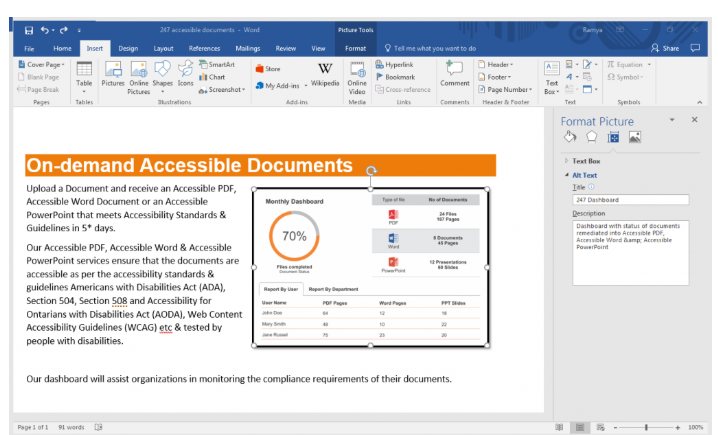 247 accessible documents - Word
Picture Tools
Ramya
File Home Insert Design Layout References Mailings Review View Format Tell me what you want to do Share
Cover Page
Blank Page
Page Break
Pages
Table
Tables
Pictures
Online Pictures
Shapes
Icons
SmartArt
Chart
Screenshot
Illustrations
Store
My Add-ins
Wikipedia
Add-ins
Online Video
Media
Hyperlink
Bookmark
Cross-reference
Links
Comment
Comments
Header
Footer
Page Number
Header & Footer
Text Box
Text
Equation
Symbol
Symbols
On-demand Accessible Documents
Upload a Document and receive an Accessible PDF,
Accessible Word Document or an Accessible
PowerPoint that meets Accessibility Standards &
Guidelines in 5* days.
Our Accessible PDF, Accessible Word & Accessible
PowerPoint services ensure that the documents are
accessible as per the accessibility standards &
guidelines Americans with Disabilities Act (ADA),
Section 504, Section 508 and Accessibility for
Ontarians with Disabilities Act (AODA), Web Content
Accessibility Guidelines (WCAG) etc & tested by
people with disabilities.
Monthly Dashboard
70%
Files completed
Document Status
Type of file No of Documents
PDF
34 Files
167 Pages
Word
8 Documents
45 Pages
PowerPoint
12 Presentations
60 Slides
Report By User Report By Department
User Name PDF Pages Word Pages PPT Slides
John Doe 64 12 18
Mary Smith 46 10 22
Jane Russel 75 23 20
Our dashboard will assist organizations in monitoring the compliance requirements of their documents.
Format Picture
Text Box
Alt Text
Title
247 Dashboard
Description
Dashboard with status of documents
remediated into Accessible PDF,
Accessible Word &amp; Accessible
PowerPoint
Page 1 of 1 91 words
100%